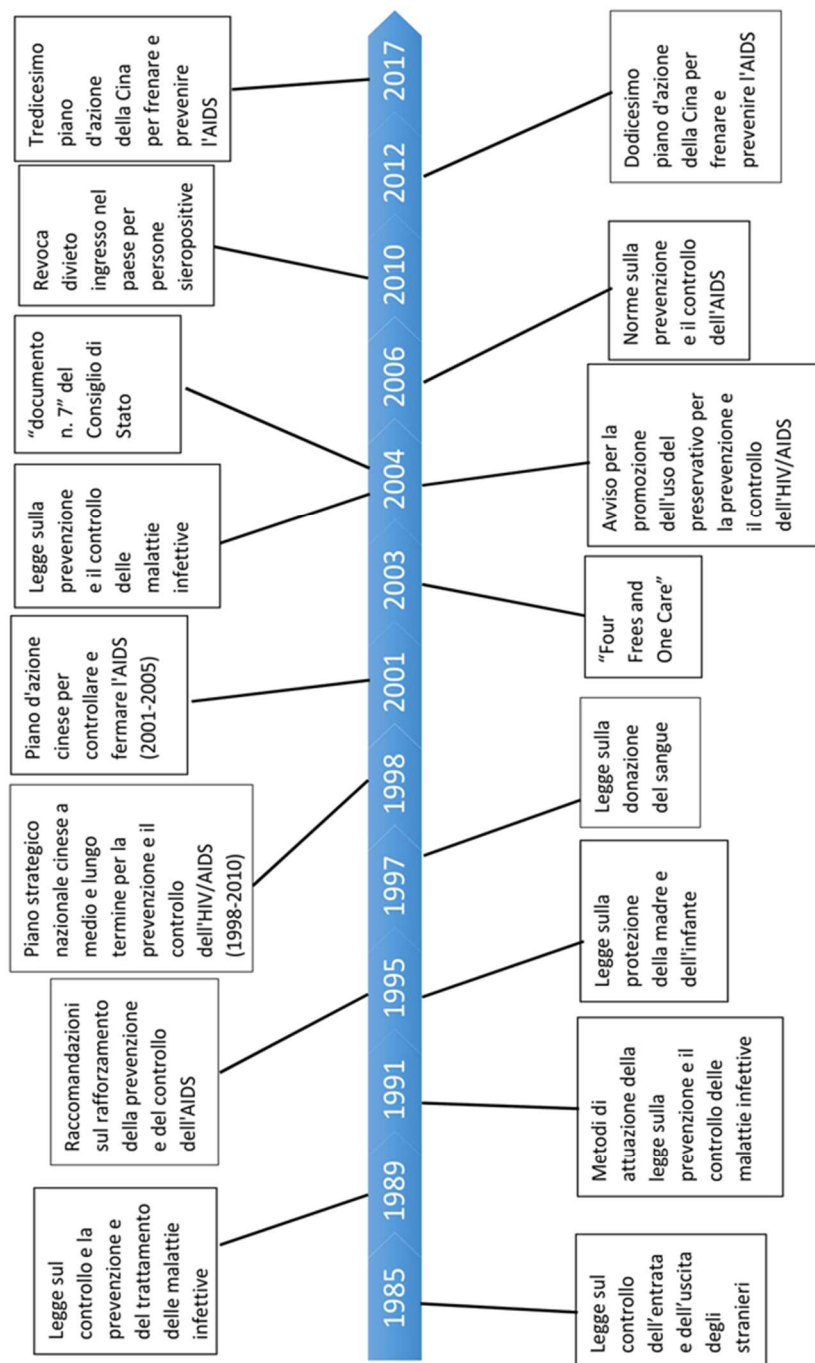 Legge sul
controllo e la
prevenzione e
del trattamento
delle malattie
infettive
Raccomandazioni
sul rafforzamento
della prevenzione
e del controllo
dell'AIDS
Piano strategico
nazionale cinese a
medio e lungo
termine per la
prevenzione e il
controllo
dell'HIV/AIDS
(1998-2010)
Piano d'azione
cinese per
controllare e
fermare l'AIDS
(2001-2005)
Legge sulla
prevenzione
e il controllo
delle
malattie
infettive
“documento
n. 7” del
Consiglio di
Stato
Revoca
divieto
ingresso nel
paese per
persone
sieropositive
Tredicesimo
piano
d'azione
della Cina
per frenare e
prevenire
l'AIDS
1985
1989
1991
1995
1997
1998
2001
2003
2004
2006
2010
2012
2017
Legge sul
controllo
dell’entrata
e dell’uscita
degli
stranieri
Metodi di
attuazione della
legge sulla
prevenzione e il
controllo delle
malattie infettive
Legge sulla
protezione
della madre e
dell'infante
Legge sulla
donazione
del sangue
“Four
Frees and
One Care”
Avviso per la
promozione
dell'uso del
preservativo per
la prevenzione e
il controllo
dell'HIV/AIDS
Norme sulla
prevenzione
e il controllo
dell'AIDS
Dodicesimo
piano d'azione
della Cina per
frenare e
prevenire l'AIDS